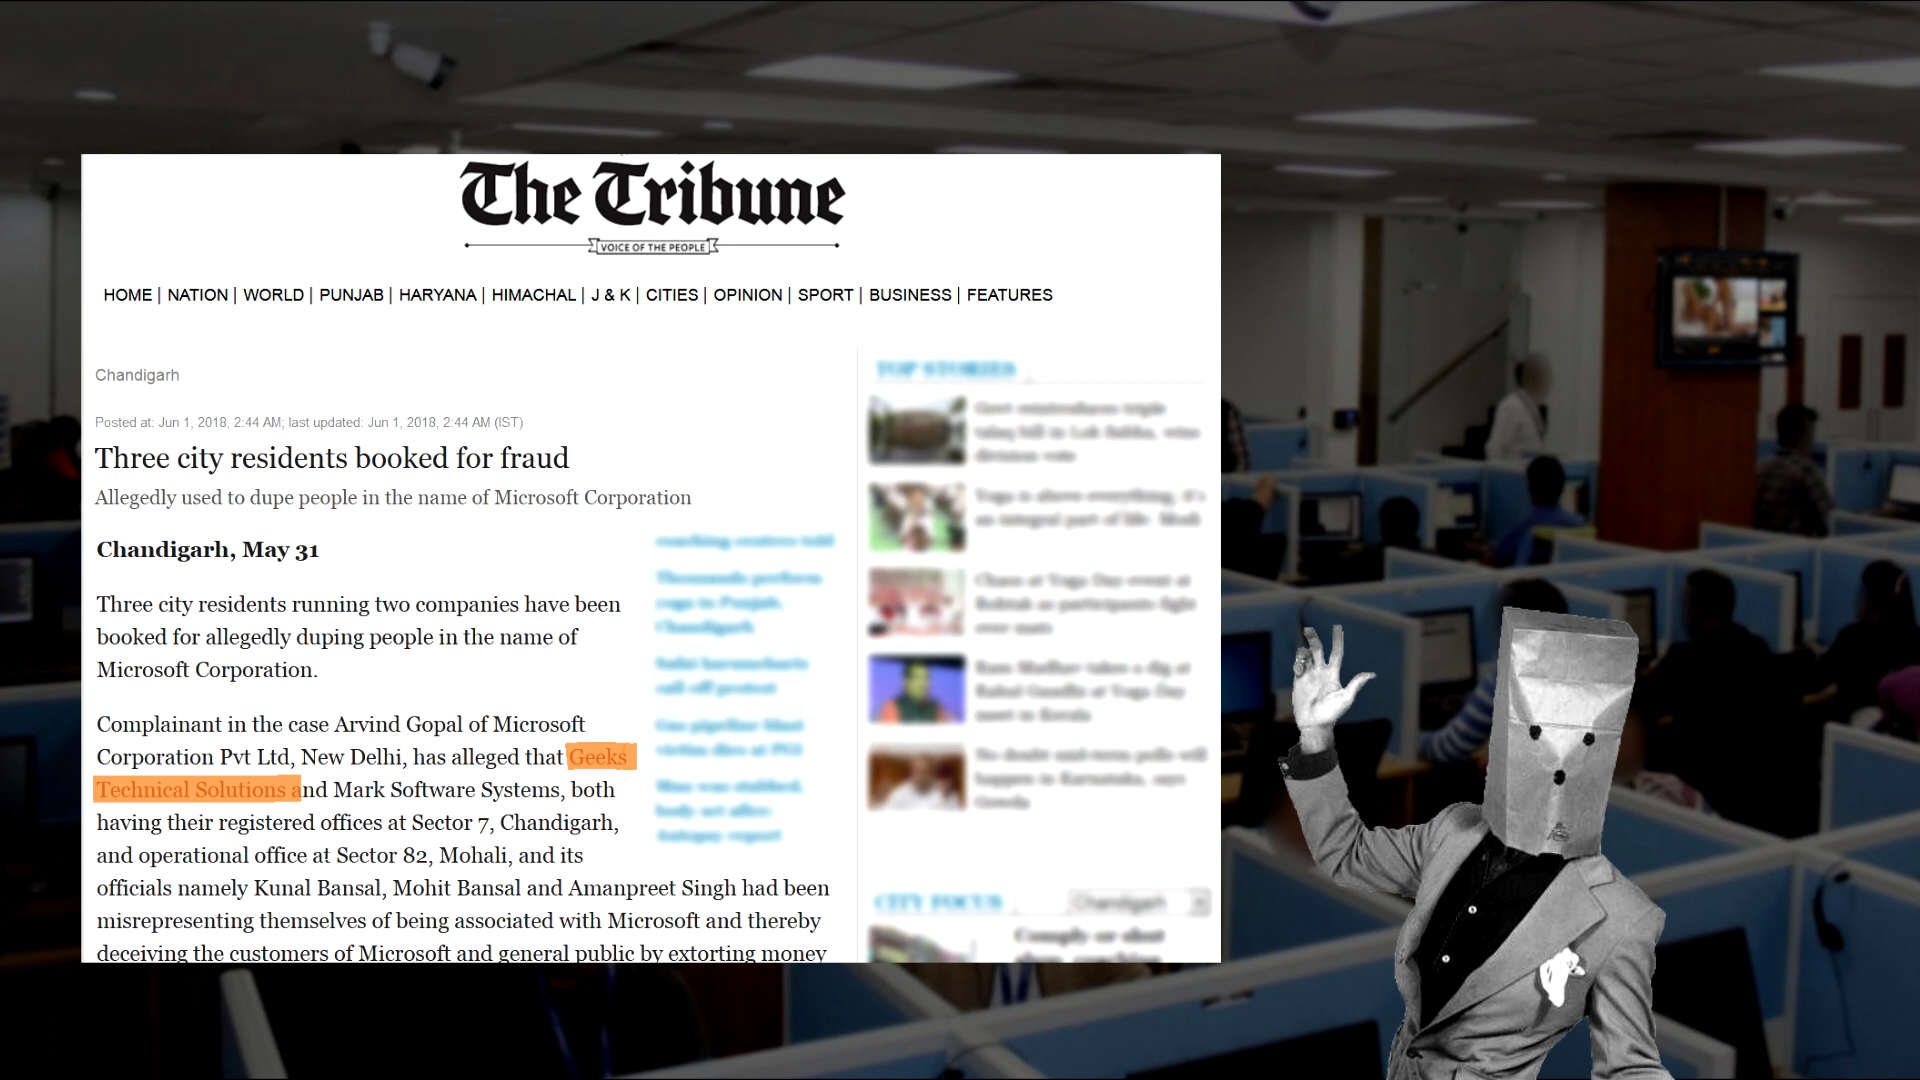 The Tribune
VOICE OF THE PEOPLE
HOME | NATION | WORLD | PUNJAB | HARYANA | HIMACHAL | J & K | CITIES | OPINION | SPORT | BUSINESS | FEATURES
Chandigarh
Posted at: Jun 1, 2018, 2:44 AM; last updated: Jun 1, 2018, 2:44 AM (IST)
Three city residents booked for fraud
Allegedly used to dupe people in the name of Microsoft Corporation
Chandigarh, May 31
Three city residents running two companies have been
booked for allegedly duping people in the name of
Microsoft Corporation.
Complainant in the case Arvind Gopal of Microsoft
Corporation Pvt Ltd, New Delhi, has alleged that Geeks
Technical Solutions and Mark Software Systems, both
having their registered offices at Sector 7, Chandigarh,
and operational office at Sector 82, Mohali, and its
officials namely Kunal Bansal, Mohit Bansal and Amanpreet Singh had been
misrepresenting themselves of being associated with Microsoft and thereby
deceiving the customers of Microsoft and general public by extorting money
TOP STORIES
CITY FOCUS
Chandigarh